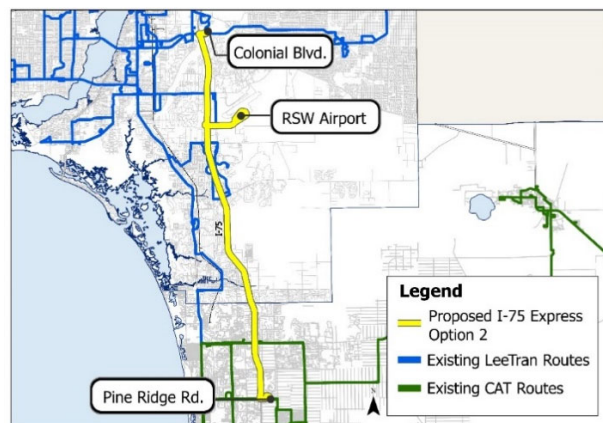 Colonial Blvd.
RSW Airport
I-75
Legend
Proposed I-75 Express
Option 2
Existing LeeTran Routes
Existing CAT Routes
Pine Ridge Rd.